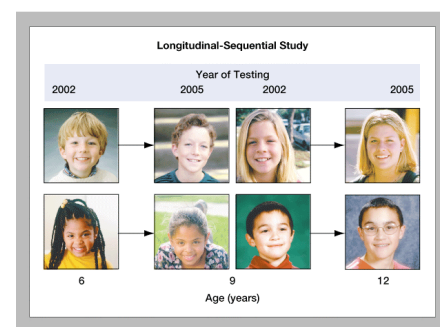 Longitudinal-Sequential Study
Year of Testing
2002 2005 2002 2005
6 9 12
Age (years)